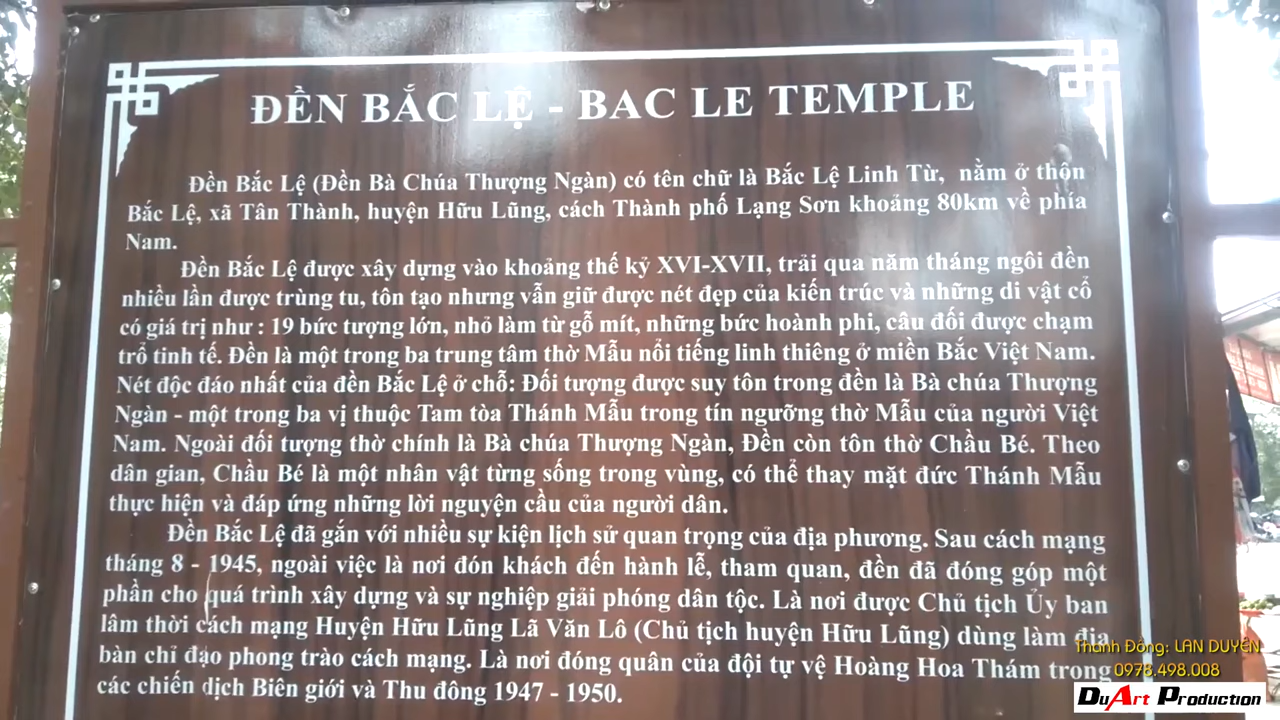 ĐỀN BẮC LỆ - BAC LE TEMPLE
Đền Bắc Lệ (Đền Bà Chúa Thượng Ngàn) có tên chữ là Bắc Lệ Linh Từ, nằm ở thôn
Bắc Lệ, xã Tân Thành, huyện Hữu Lũng, cách Thành phố Lạng Sơn khoảng 80km về phía
Nam.
Đền Bắc Lệ được xây dựng vào khoảng thế kỷ XVI-XVII, trải qua năm tháng ngôi đền
nhiều lần được trùng tu, tôn tạo nhưng vẫn giữ được nét đẹp của kiến trúc và những di vật cổ
có giá trị như : 19 bức tượng lớn, nhỏ làm từ gỗ mít, những bức hoành phi, câu đối được chạm
trổ tinh tế. Đền là một trong ba trung tâm thờ Mẫu nổi tiếng linh thiêng ở miền Bắc Việt Nam.
Nét độc đáo nhất của đền Bắc Lệ ở chỗ: Đối tượng được suy tôn trong đền là Bà chúa Thượng
Ngàn - một trong ba vị thuộc Tam tòa Thánh Mẫu trong tín ngưỡng thờ Mẫu của người Việt
Nam. Ngoài đối tượng thờ chính là Bà chúa Thượng Ngàn, Đền còn tôn thờ Chầu Bé. Theo
dân gian, Chầu Bé là một nhân vật từng sống trong vùng, có thể thay mặt đức Thánh Mẫu
thực hiện và đáp ứng những lời nguyện cầu của người dân.
Đền Bắc Lệ đã gắn với nhiều sự kiện lịch sử quan trọng của địa phương. Sau cách mạng
tháng 8 - 1945, ngoài việc là nơi đón khách đến hành lễ, tham quan, đền đã đóng góp một
phần cho quá trình xây dựng và sự nghiệp giải phóng dân tộc. Là nơi được Chủ tịch Ủy ban
lâm thời cách mạng Huyện Hữu Lũng Lã Văn Lô (Chủ tịch huyện Hữu Lũng) dùng làm địa
bàn chỉ đạo phong trào cách mạng. Là nơi đóng quân của đội tự vệ Hoàng Hoa Thám trong
các chiến dịch Biên giới và Thu đông 1947 - 1950.
Thanh Đồng: LAN DUYÊN
0978.498.008
DuArt Production